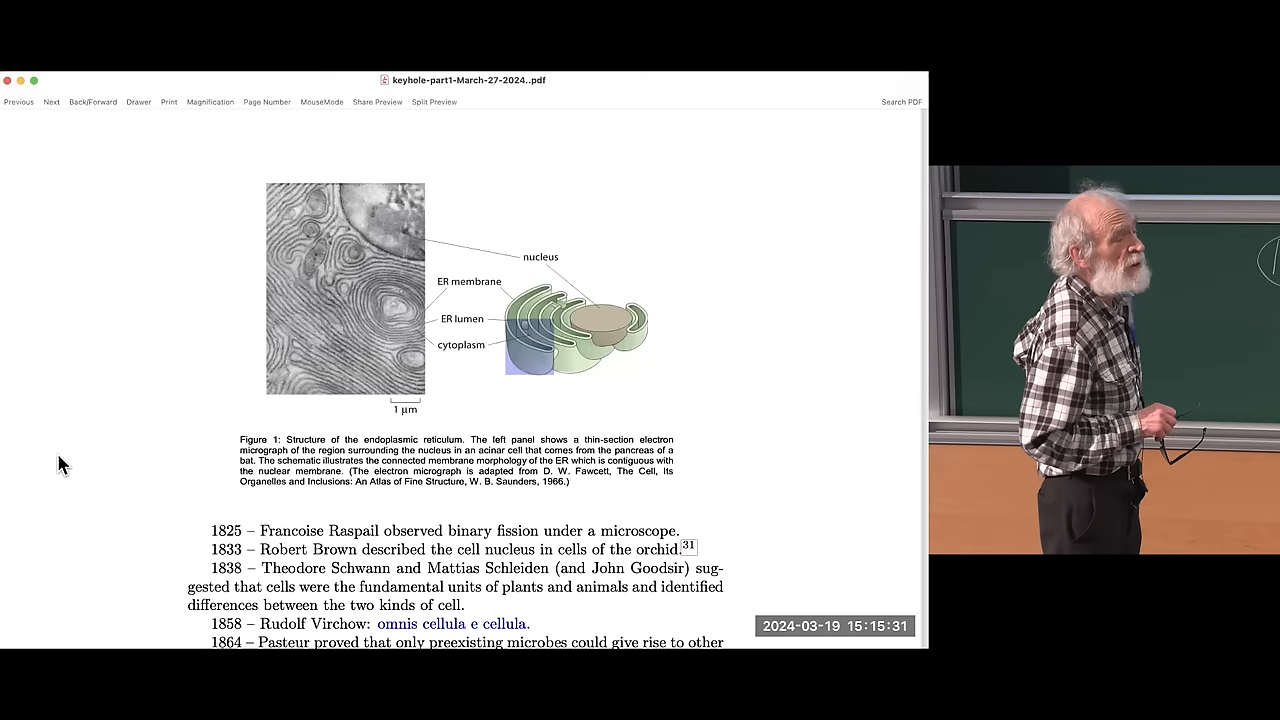 keyhole-part1-March-27-2024..pdf
Previous Next Back/Forward Drawer Print Magnification Page Number MouseMode Share Preview Split Preview Search PDF
nucleus
ER membrane
ER lumen
cytoplasm
1 µm
Figure 1: Structure of the endoplasmic reticulum. The left panel shows a thin-section electron
micrograph of the region surrounding the nucleus in an acinar cell that comes from the pancreas of a
bat. The schematic illustrates the connected membrane morphology of the ER which is contiguous with
the nuclear membrane. (The electron micrograph is adapted from D. W. Fawcett, The Cell, Its
Organelles and Inclusions: An Atlas of Fine Structure, W. B. Saunders, 1966.)
1825 – Francoise Raspail observed binary fission under a microscope.
1833 – Robert Brown described the cell nucleus in cells of the orchid.31
1838 – Theodore Schwann and Mattias Schleiden (and John Goodsir) sug-
gested that cells were the fundamental units of plants and animals and identified
differences between the two kinds of cell.
1858 – Rudolf Virchow: omnis cellula e cellula.
1864 – Pasteur proved that only preexisting microbes could give rise to other
2024-03-19 15:15:31